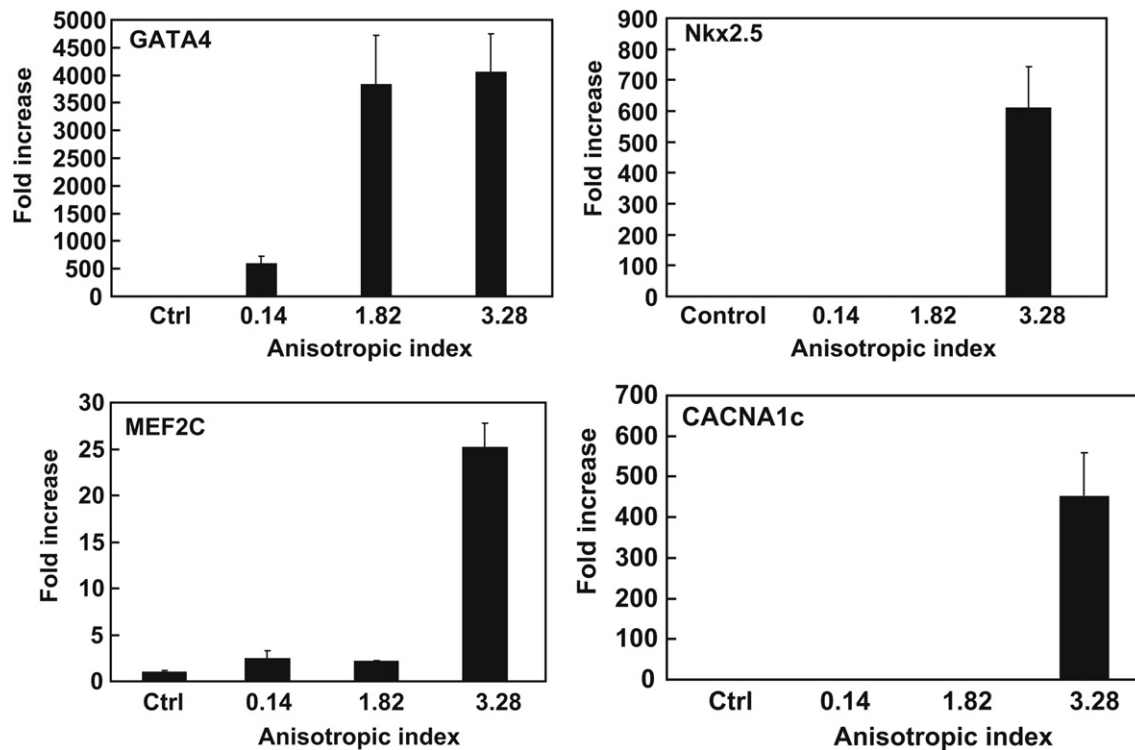 GATA4
Fold increase
5000
4500
4000
3500
3000
2500
2000
1500
1000
500
0
Ctrl 0.14 1.82 3.28
Anisotropic index
Nkx2.5
Fold increase
900
800
700
600
500
400
300
200
100
0
Control 0.14 1.82 3.28
Anisotropic index
MEF2C
Fold increase
30
25
20
15
10
5
0
Ctrl 0.14 1.82 3.28
Anisotropic index
CACNA1c
Fold increase
700
600
500
400
300
200
100
0
Ctrl 0.14 1.82 3.28
Anisotropic index